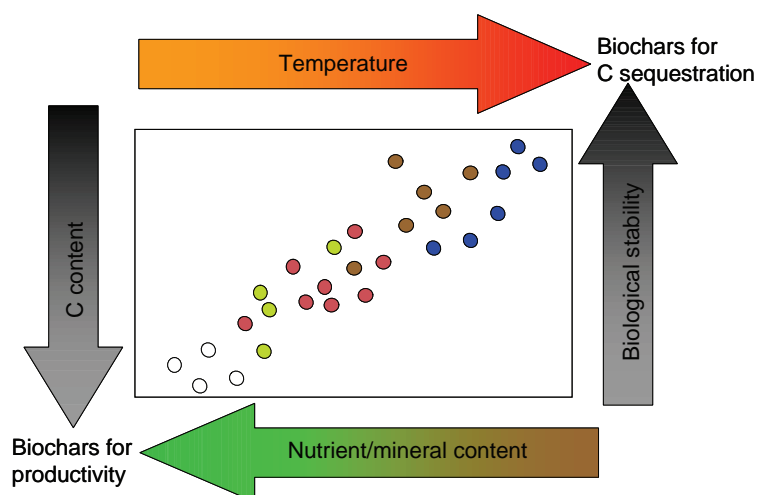 Temperature
Biochars for
C sequestration
C content
Biological stability
Biochars for
productivity
Nutrient/mineral content